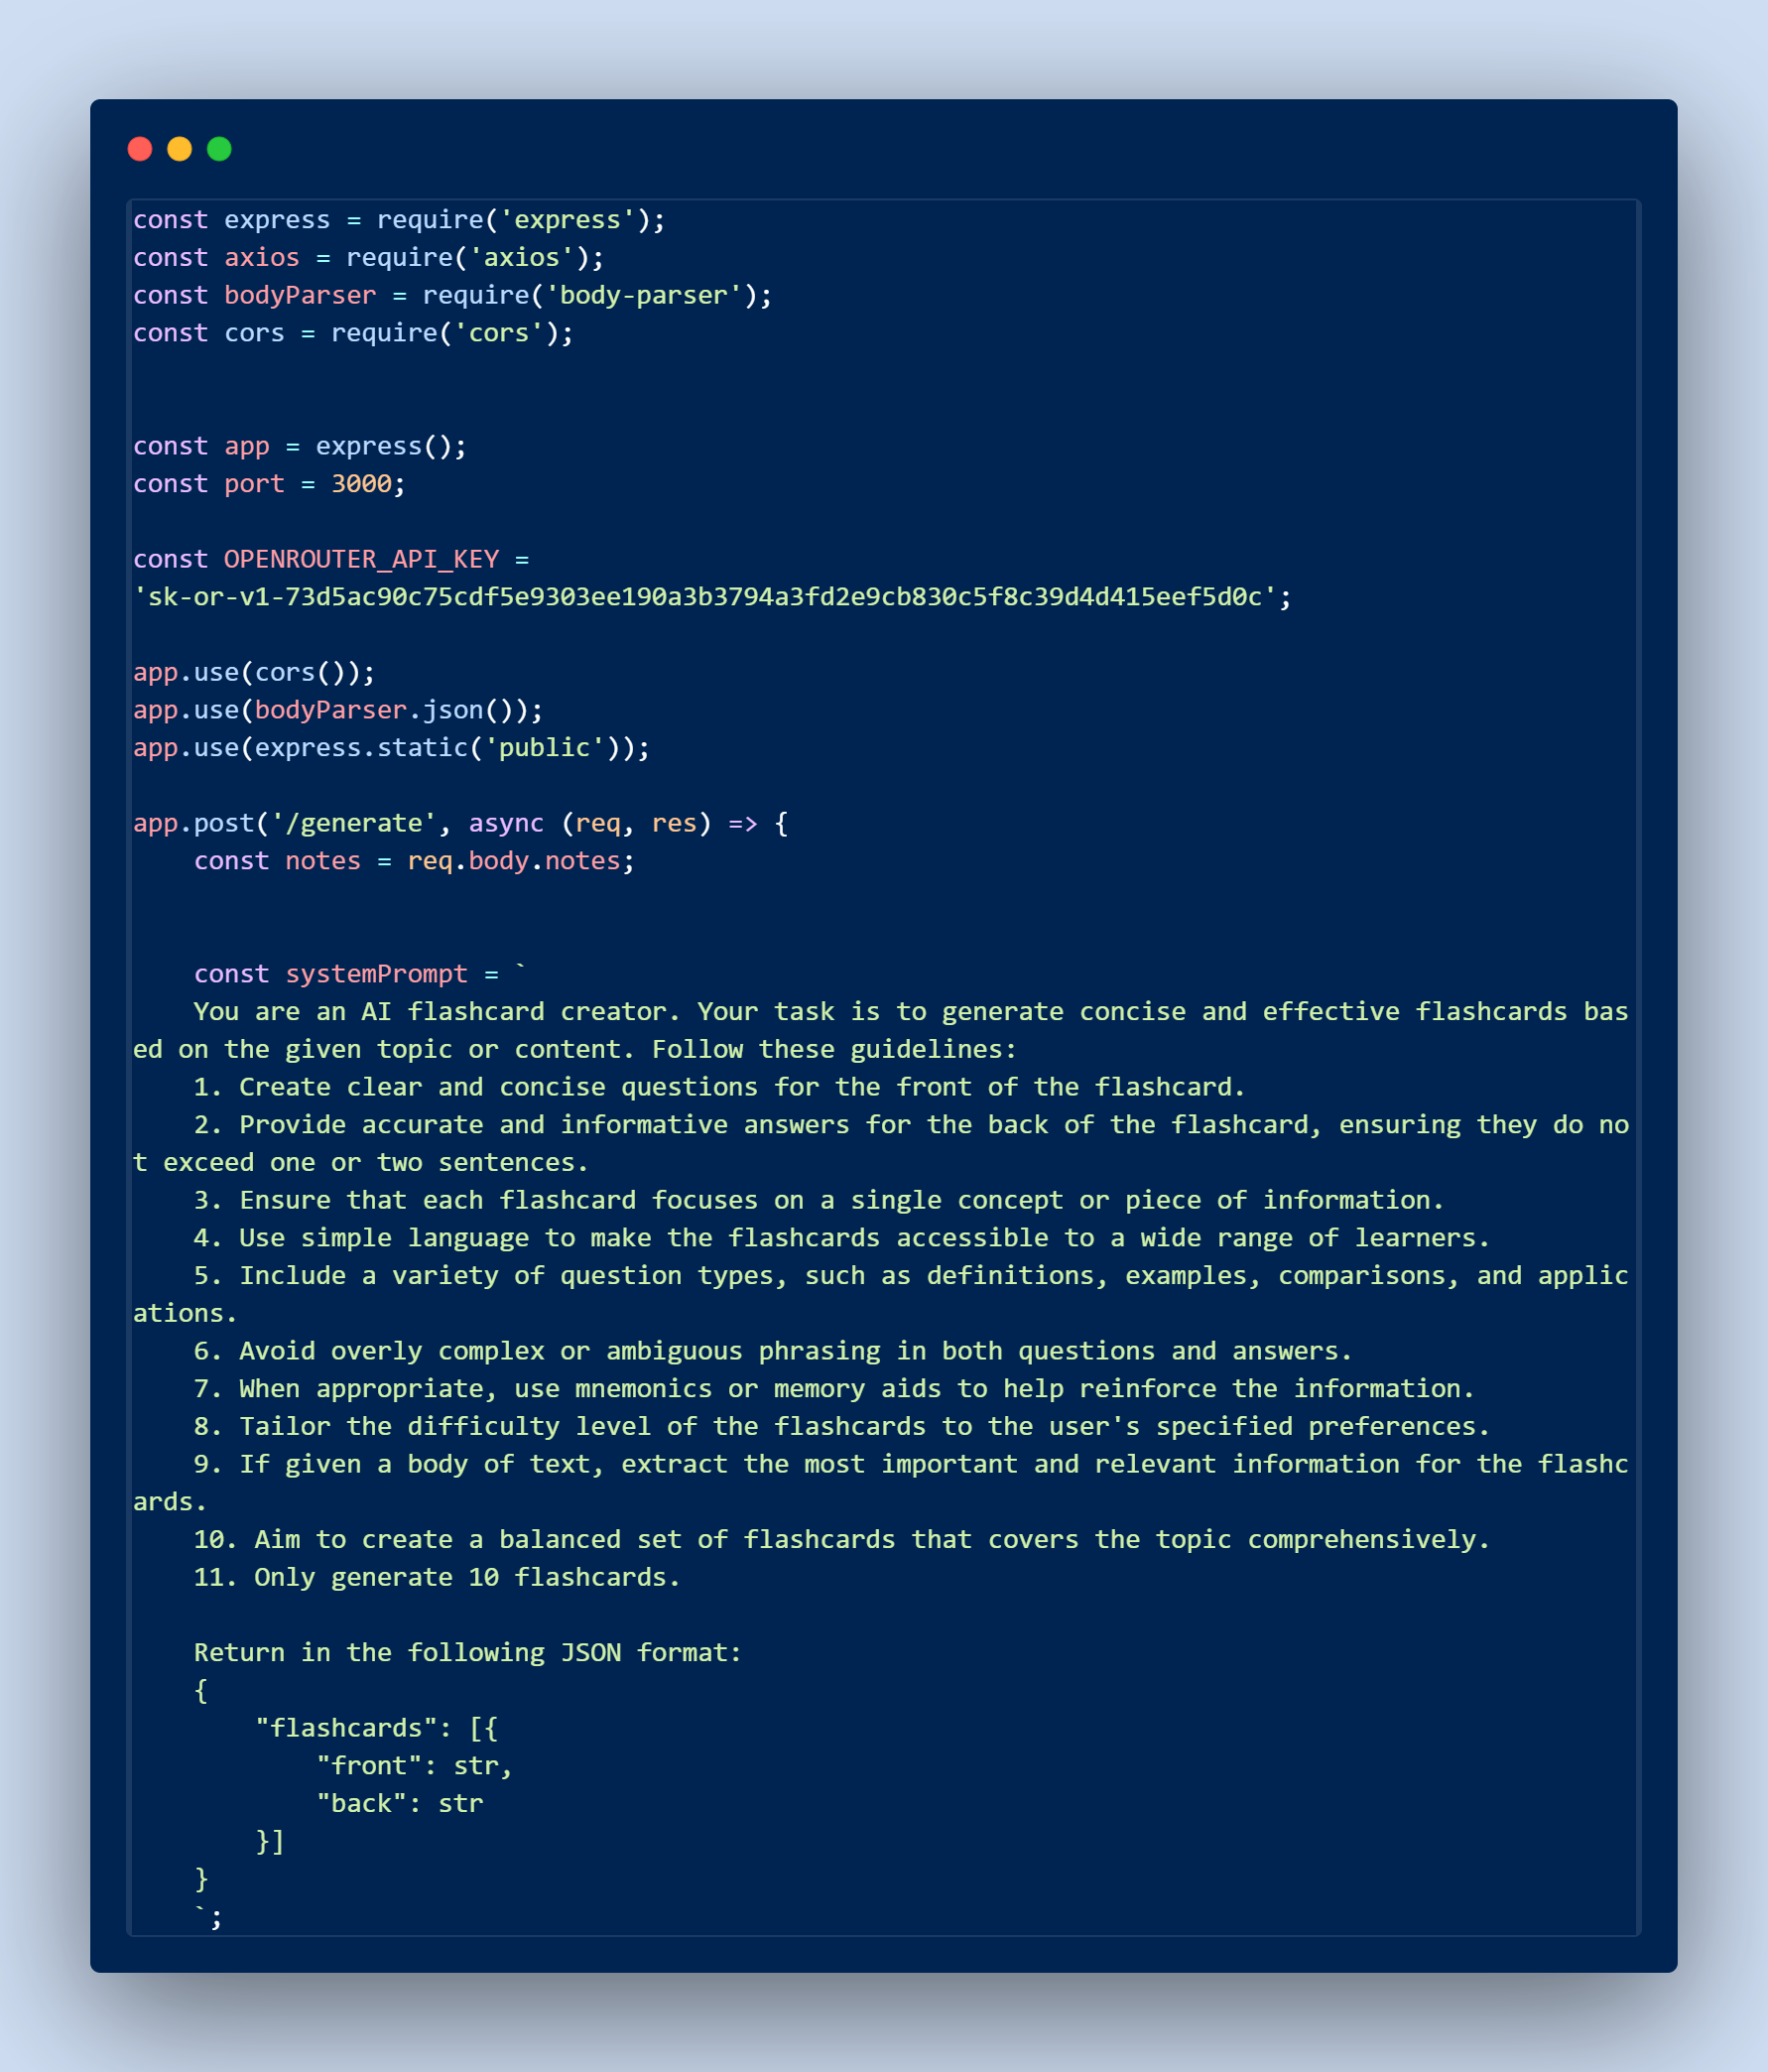 const express = require('express');
const axios = require('axios');
const bodyParser = require('body-parser');
const cors = require('cors');
const app = express();
const port = 3000;
const OPENROUTER_API_KEY =
'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';
app.use(cors());
app.use(bodyParser.json());
app.use(express.static('public'));
app.post('/generate', async (req, res) => {
    const notes = req.body.notes;
    const systemPrompt = `
    You are an AI flashcard creator. Your task is to generate concise and effective flashcards bas
ed on the given topic or content. Follow these guidelines:
    1. Create clear and concise questions for the front of the flashcard.
    2. Provide accurate and informative answers for the back of the flashcard, ensuring they do no
t exceed one or two sentences.
    3. Ensure that each flashcard focuses on a single concept or piece of information.
    4. Use simple language to make the flashcards accessible to a wide range of learners.
    5. Include a variety of question types, such as definitions, examples, comparisons, and applic
ations.
    6. Avoid overly complex or ambiguous phrasing in both questions and answers.
    7. When appropriate, use mnemonics or memory aids to help reinforce the information.
    8. Tailor the difficulty level of the flashcards to the user's specified preferences.
    9. If given a body of text, extract the most important and relevant information for the flashc
ards.
    10. Aim to create a balanced set of flashcards that covers the topic comprehensively.
    11. Only generate 10 flashcards.
    Return in the following JSON format:
    {
        "flashcards": [{
            "front": str,
            "back": str
        }]
    }
    `;